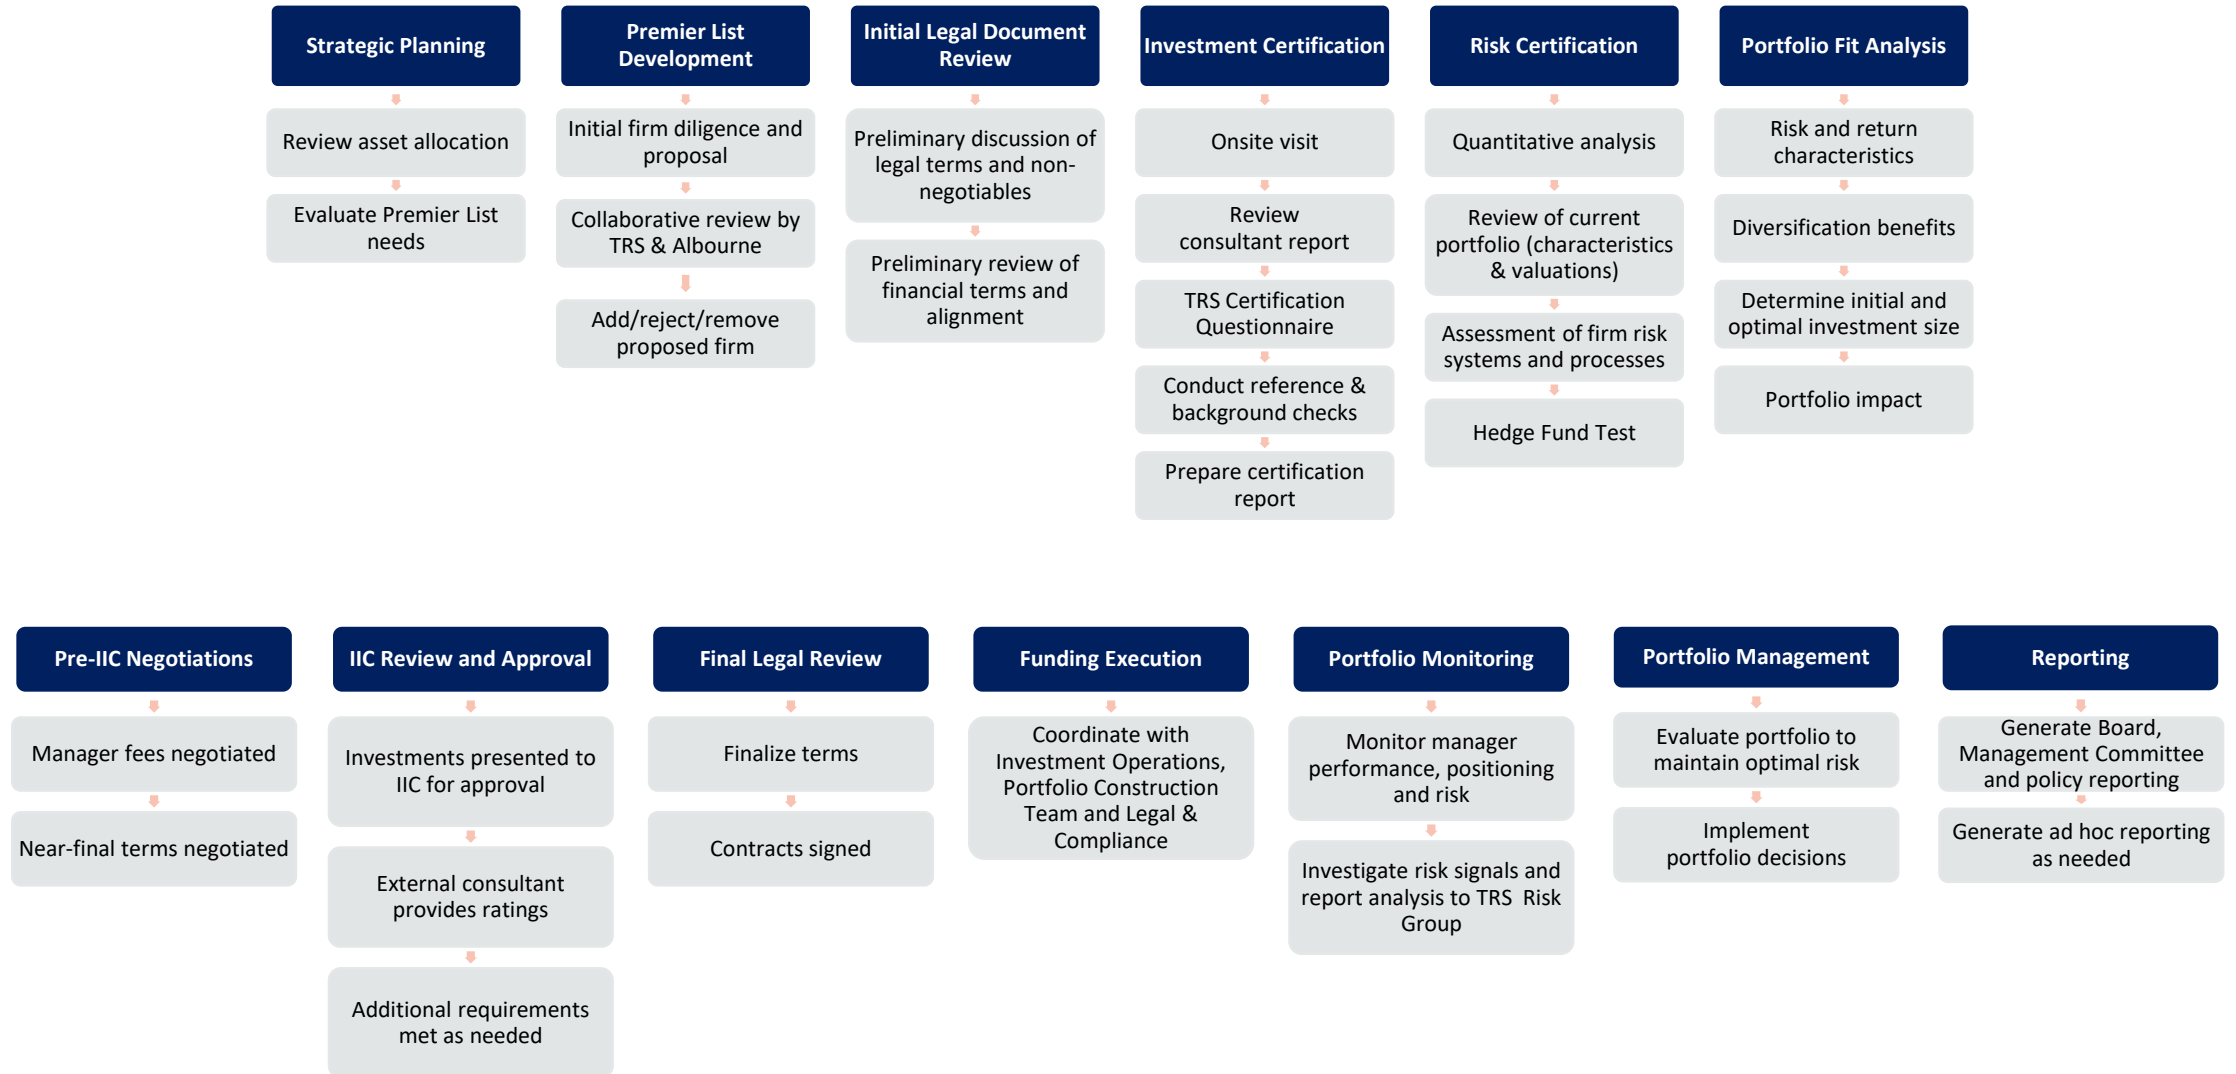 Strategic Planning
Review asset allocation
Evaluate Premier List
needs
Premier List
Development
Initial firm diligence and
proposal
Collaborative review by
TRS & Albourne
Add/reject/remove
proposed firm
Initial Legal Document
Review
Preliminary discussion of
legal terms and non-
negotiables
Preliminary review of
financial terms and
alignment
Investment Certification
Onsite visit
Review
consultant report
TRS Certification
Questionnaire
Conduct reference &
background checks
Prepare certification
report
Risk Certification
Quantitative analysis
Review of current
portfolio (characteristics
& valuations)
Assessment of firm risk
systems and processes
Hedge Fund Test
Portfolio Fit Analysis
Risk and return
characteristics
Diversification benefits
Determine initial and
optimal investment size
Portfolio impact
Pre-IIC Negotiations
Manager fees negotiated
Near-final terms negotiated
IIC Review and Approval
Investments presented to
IIC for approval
External consultant
provides ratings
Additional requirements
met as needed
Final Legal Review
Finalize terms
Contracts signed
Funding Execution
Coordinate with
Investment Operations,
Portfolio Construction
Team and Legal &
Compliance
Portfolio Monitoring
Monitor manager
performance, positioning
and risk
Investigate risk signals and
report analysis to TRS Risk
Group
Portfolio Management
Evaluate portfolio to
maintain optimal risk
Implement
portfolio decisions
Reporting
Generate Board,
Management Committee
and policy reporting
Generate ad hoc reporting
as needed